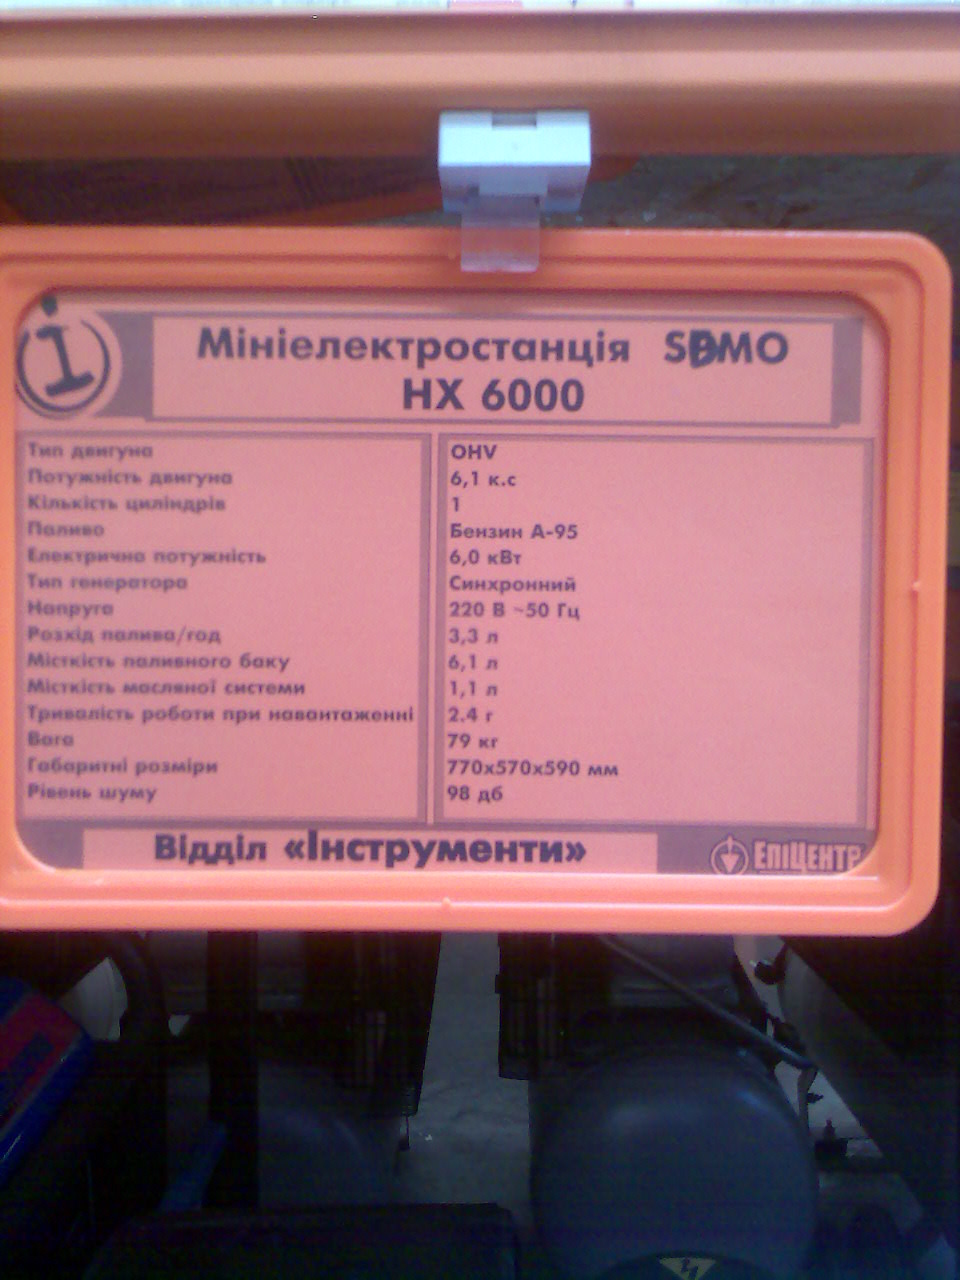 i
Мініелектростанція SDMO
HX 6000
Тип двигуна OHV
Потужність двигуна 6,1 к.с
Кількість циліндрів 1
Паливо Бензин А-95
Електрична потужність 6,0 кВт
Тип генератора Синхронний
Напруга 220 В ~50 Гц
Розхід палива/год 3,3 л
Місткість паливного баку 6,1 л
Місткість масляної системи 1,1 л
Тривалість роботи при навантаженні 2.4 г
Вага 79 кг
Габаритні розміри 770х570х590 мм
Рівень шуму 98 дб
Відділ «Інструменти»
ЕПІЦЕНТР